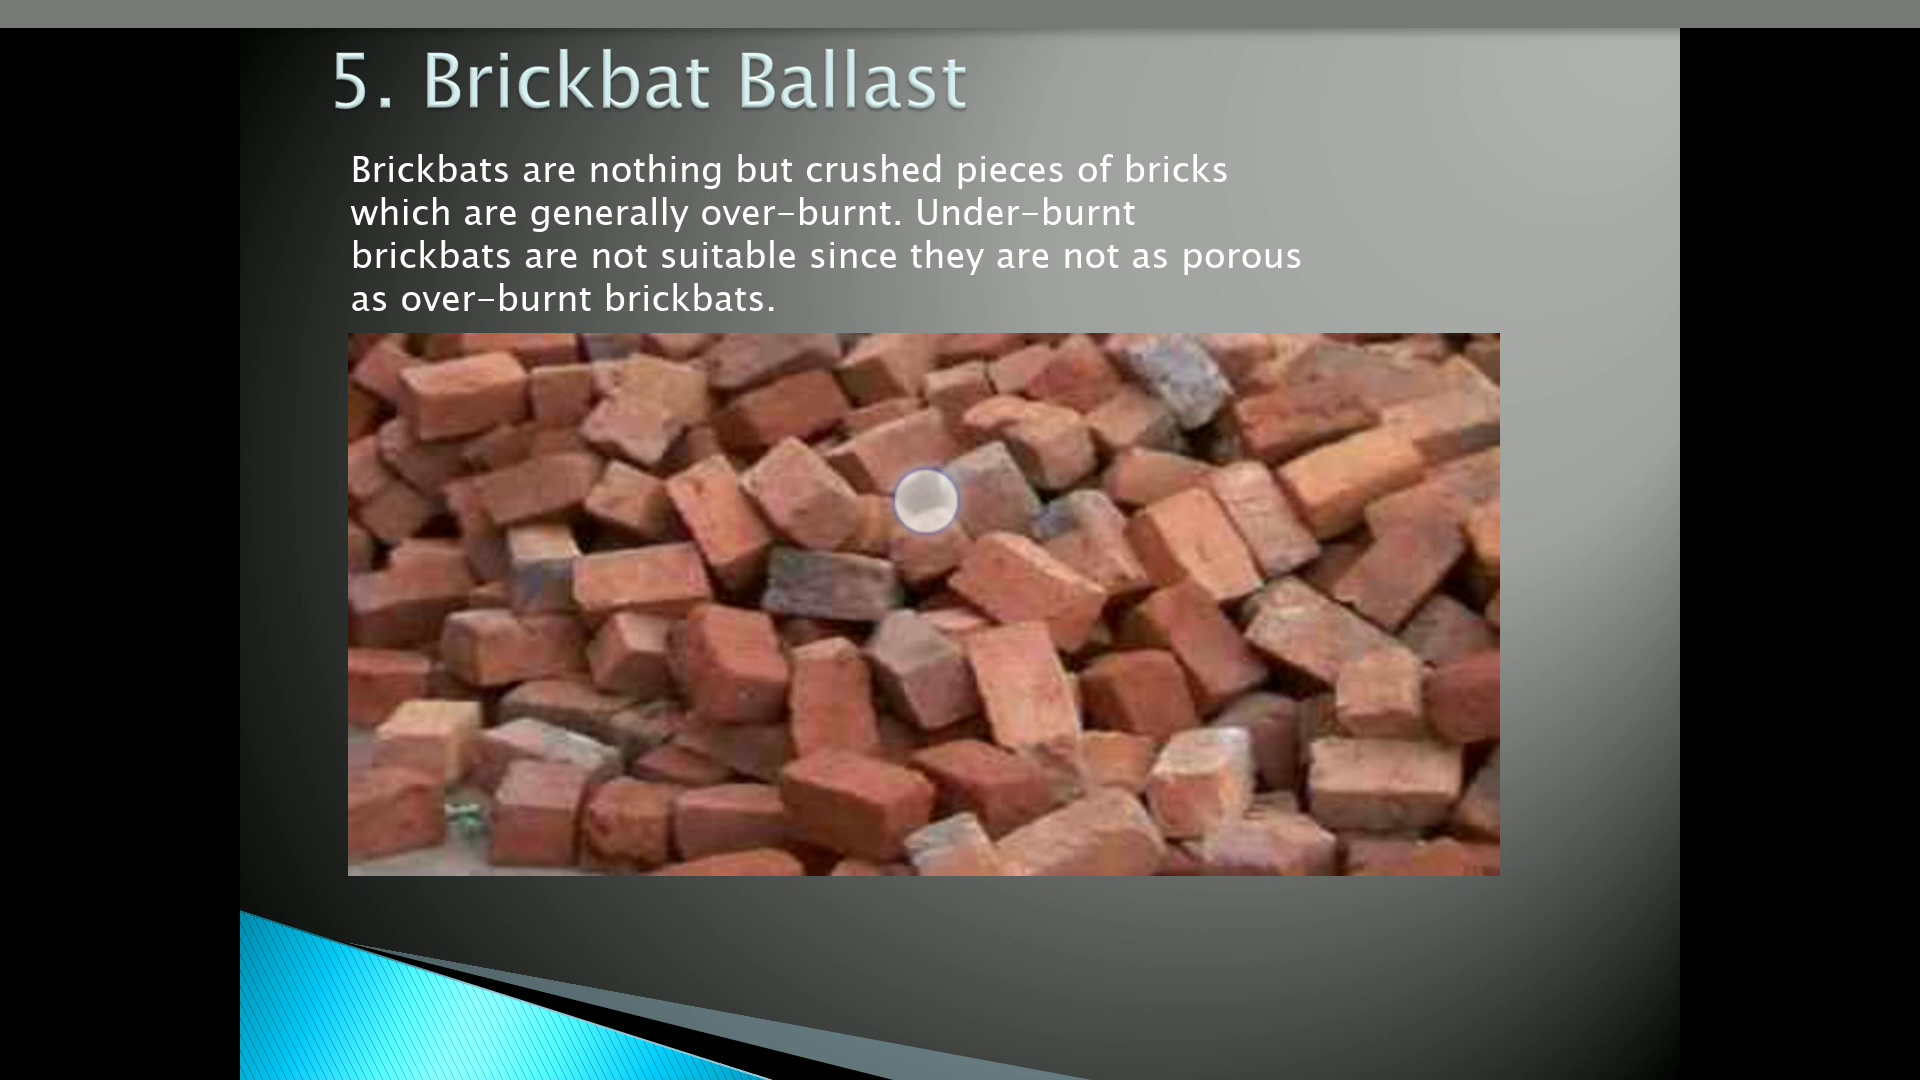 5. Brickbat Ballast
Brickbats are nothing but crushed pieces of bricks
which are generally over-burnt. Under-burnt
brickbats are not suitable since they are not as porous
as over-burnt brickbats.